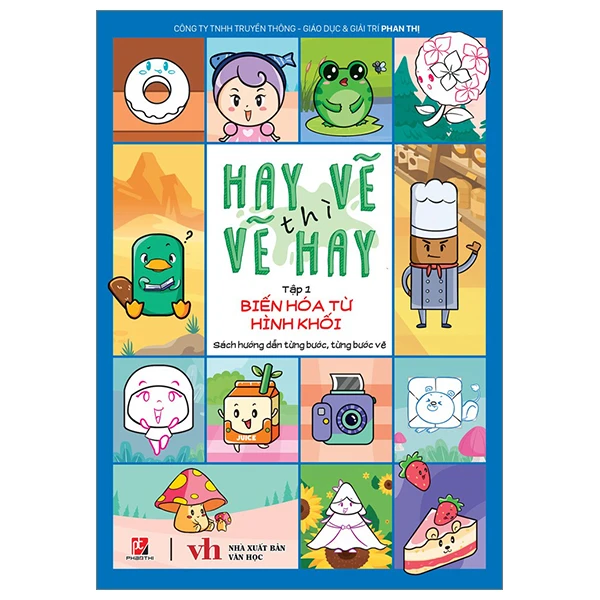 CÔNG TY TNHH TRUYỀN THÔNG - GIÁO DỤC & GIẢI TRÍ PHAN THỊ
HAY VẼ
thì
VẼ HAY
Tập 1
BIẾN HÓA TỪ
HÌNH KHỐI
Sách hướng dẫn từng bước, từng bước vẽ
?
JUICE
PHANTHI
vh NHÀ XUẤT BẢN
VĂN HỌC